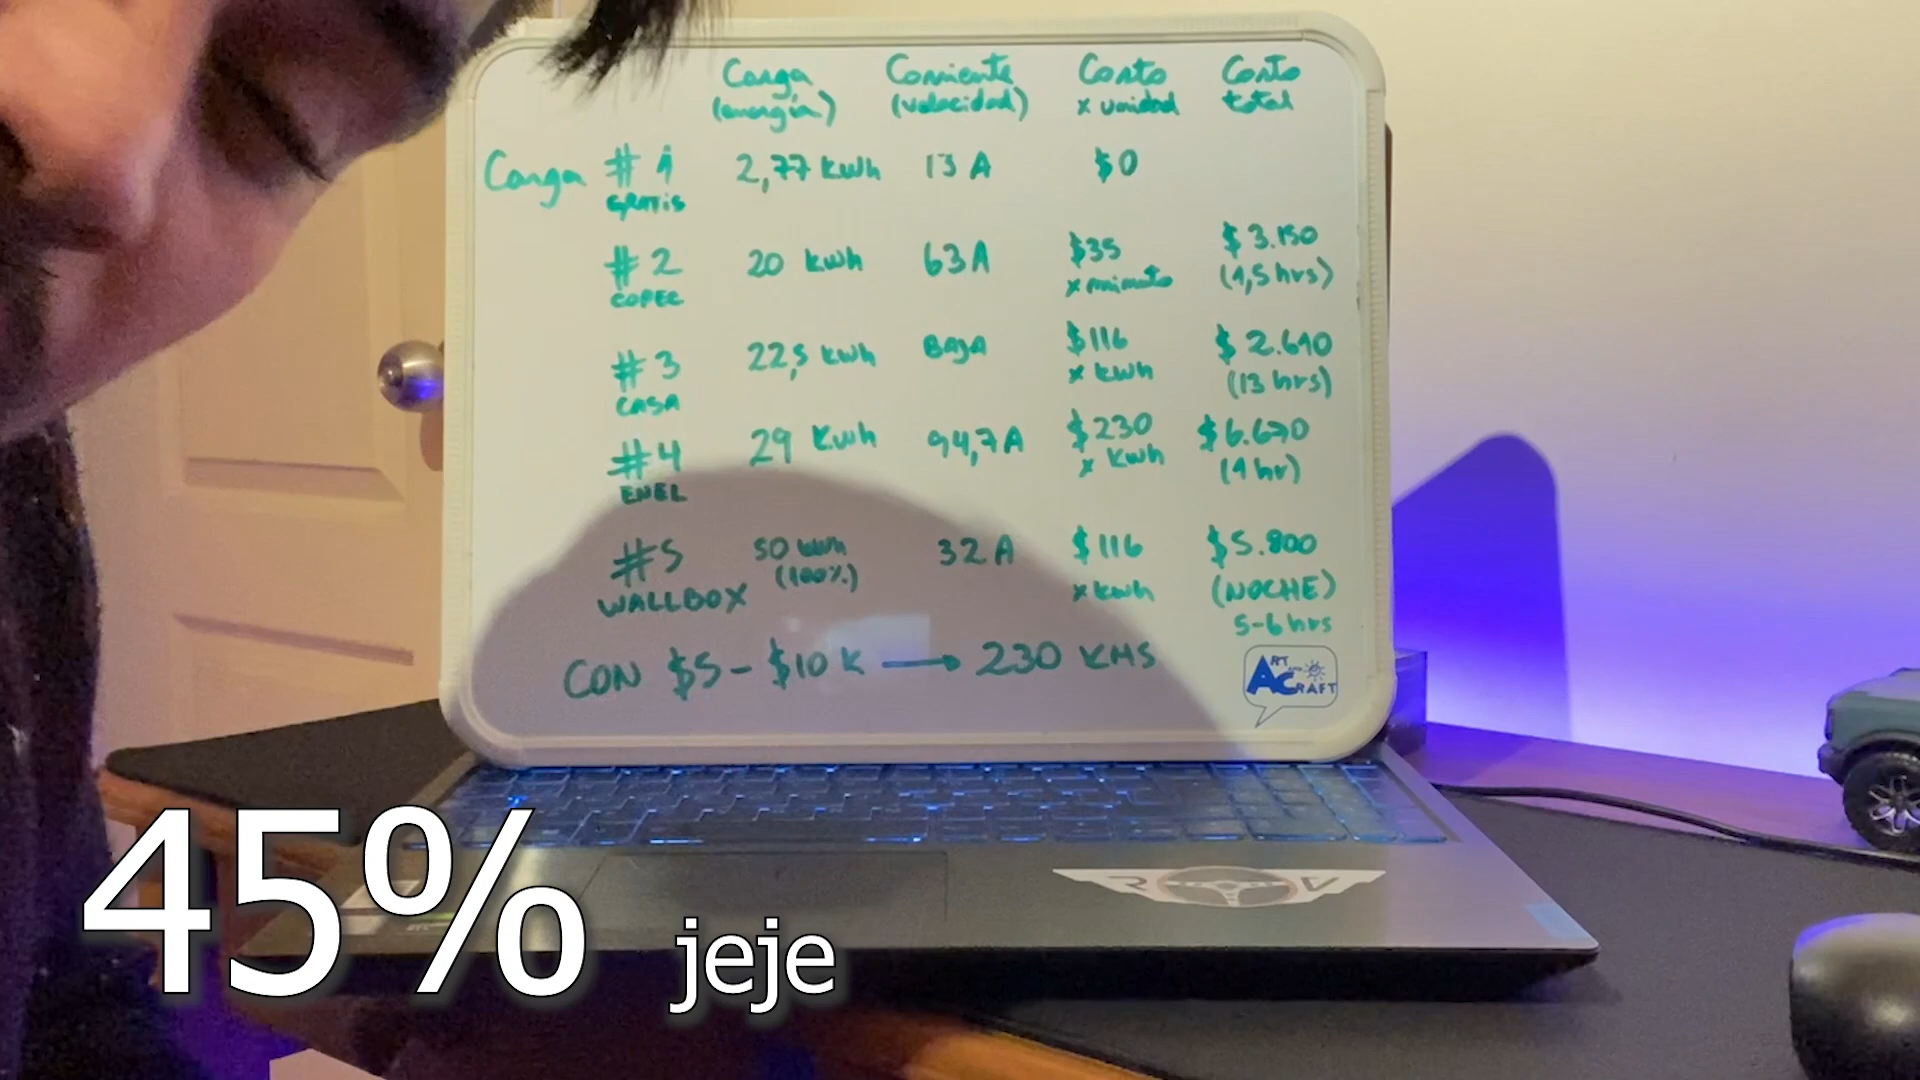 Carga Corriente Costo Costo
(energía) (velocidad) x unidad total
Carga #1 2,77 kwh 13 A $0
GRATIS
#2 20 kwh 63A $35 $3.150
COPEC x minuto (1,5 hrs)
#3 22,5 kwh BAJA $116 $2.610
CASA x kwh (13 hrs)
#4 29 kwh 94,7A $230 $6.670
ENEL x kwh (1 hr)
#5 50 kwh 32 A $116 $5.800
WALLBOX (100%) x kwh (NOCHE)
5-6 hrs
CON $5 - $10 K → 230 KMS
ART and CRAFT
R V
45% jeje